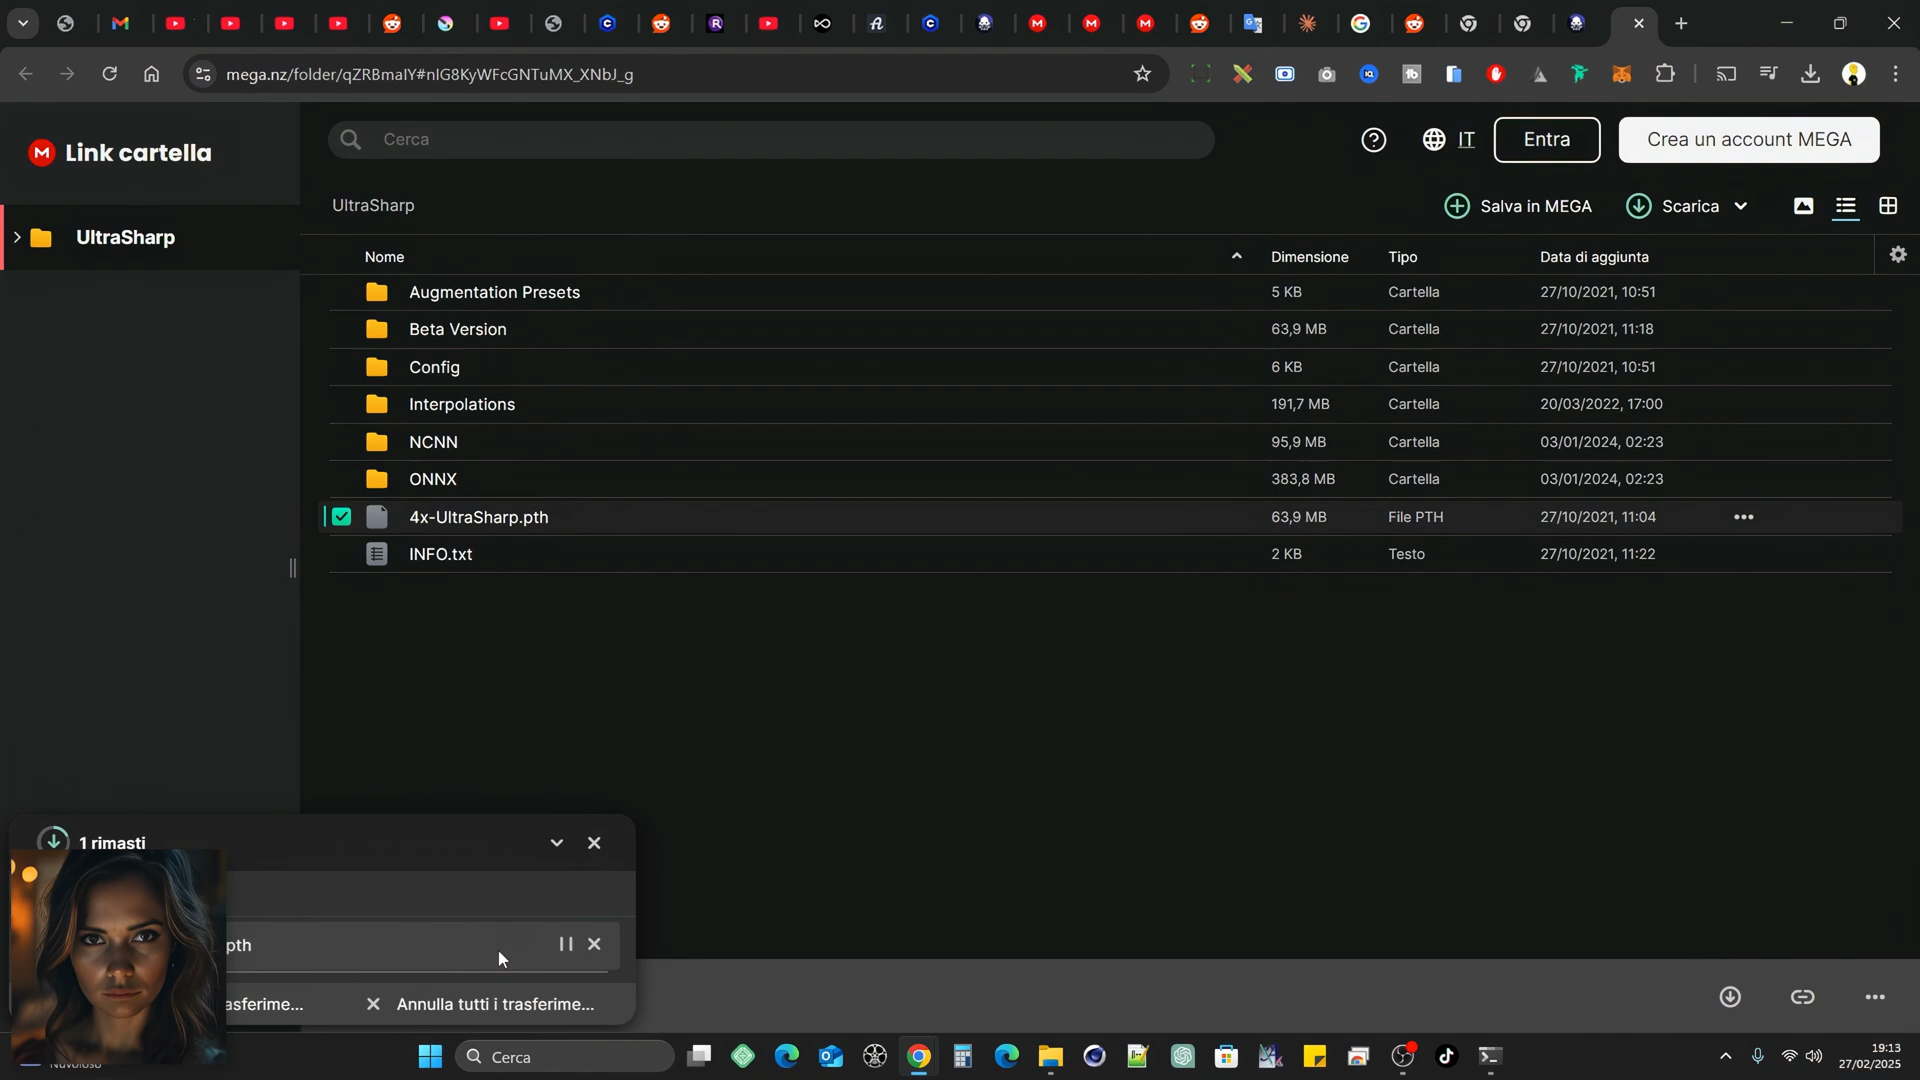 mega.nz/folder/qZRBmaIY#nIG8KyWFcGNTuMX_XNbJ_g
Link cartella
Cerca
IT
Entra
Crea un account MEGA
UltraSharp
UltraSharp
Salva in MEGA
Scarica
Nome
Dimensione
Tipo
Data di aggiunta
Augmentation Presets
5 KB
Cartella
27/10/2021, 10:51
Beta Version
63,9 MB
Cartella
27/10/2021, 11:18
Config
6 KB
Cartella
27/10/2021, 10:51
Interpolations
191,7 MB
Cartella
20/03/2022, 17:00
NCNN
95,9 MB
Cartella
03/01/2024, 02:23
ONNX
383,8 MB
Cartella
03/01/2024, 02:23
4x-UltraSharp.pth
63,9 MB
File PTH
27/10/2021, 11:04
INFO.txt
2 KB
Testo
27/10/2021, 11:22
1 rimasti
pth
asferime...
Annulla tutti i trasferime...
Nuvoloso
Cerca
19:13
27/02/2025